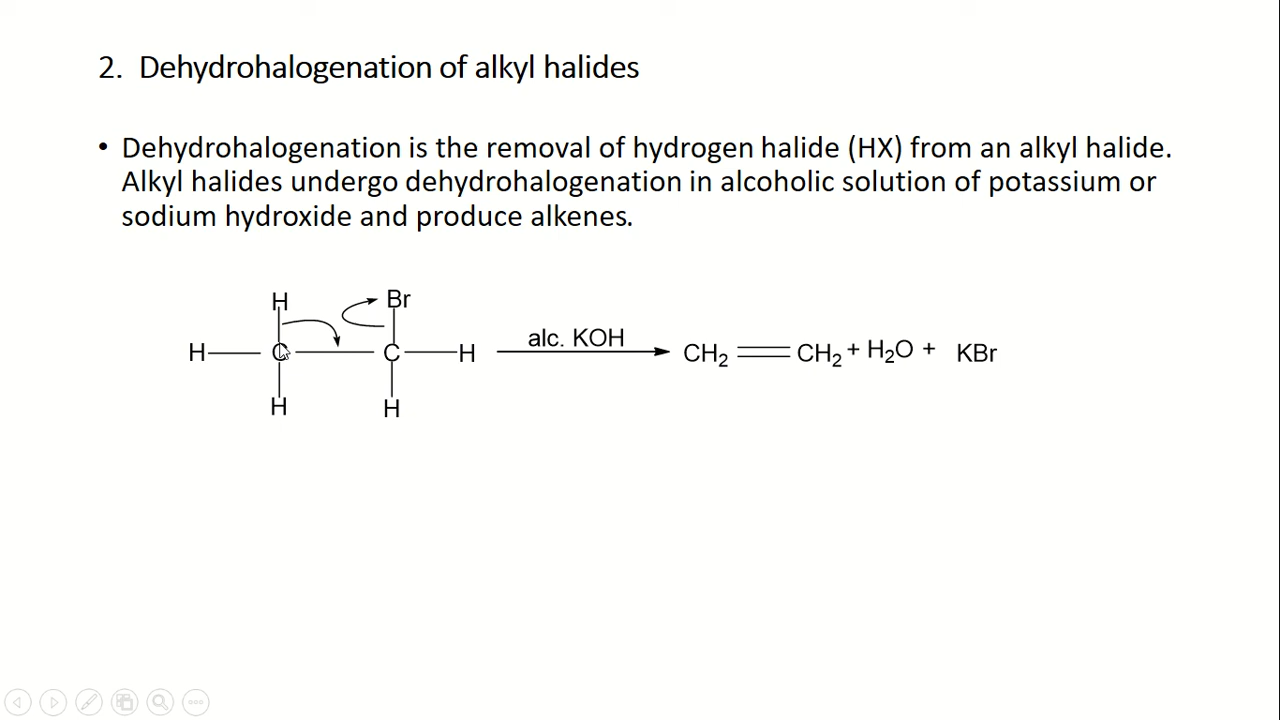 2. Dehydrohalogenation of alkyl halides
• Dehydrohalogenation is the removal of hydrogen halide (HX) from an alkyl halide.
Alkyl halides undergo dehydrohalogenation in alcoholic solution of potassium or
sodium hydroxide and produce alkenes.
H Br
H C C H alc. KOH CH₂ CH₂ + H₂O + KBr
H H